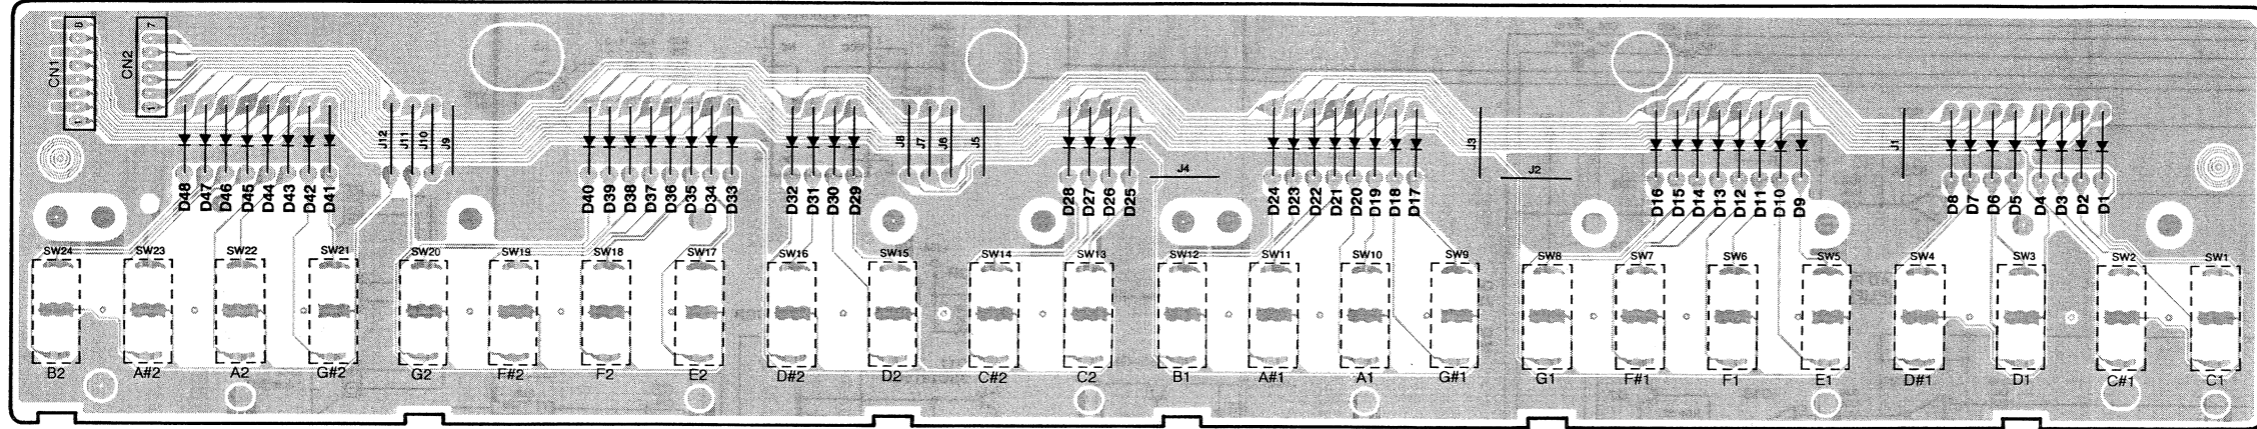 CN1
8
1
CN2
7
1
J12
J11
J10
J9
J8
J7
J6
J5
J4
J3
J2
J1
D48 D47 D46 D45 D44 D43 D42 D41
D40 D39 D38 D37 D36 D35 D34 D33
D32 D31 D30 D29
D28 D27 D26 D25
D24 D23 D22 D21 D20 D19 D18 D17
D16 D15 D14 D13 D12 D11 D10 D9
D8 D7 D6 D5 D4 D3 D2 D1
SW24 SW23 SW22 SW21 SW20 SW19 SW18 SW17 SW16 SW15 SW14 SW13 SW12 SW11 SW10 SW9 SW8 SW7 SW6 SW5 SW4 SW3 SW2 SW1
B2 A#2 A2 G#2 G2 F#2 F2 E2 D#2 D2 C#2 C2 B1 A#1 A1 G#1 G1 F#1 F1 E1 D#1 D1 C#1 C1